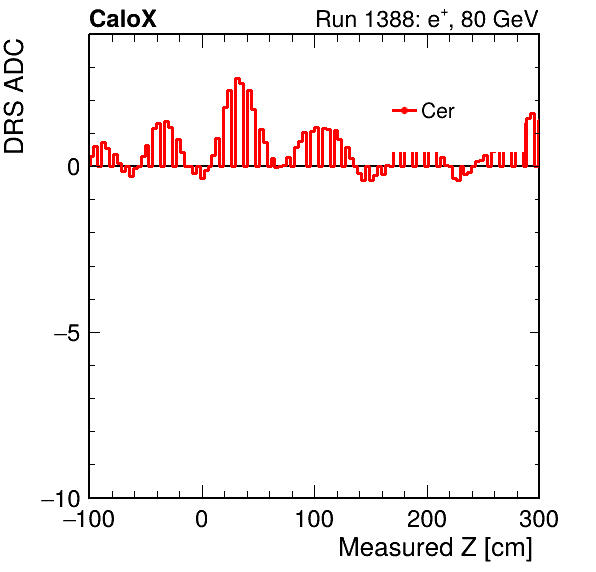 CaloX Run 1388: e⁺, 80 GeV
DRS ADC
Cer
0
−5
−10
−100 0 100 200 300
Measured Z [cm]